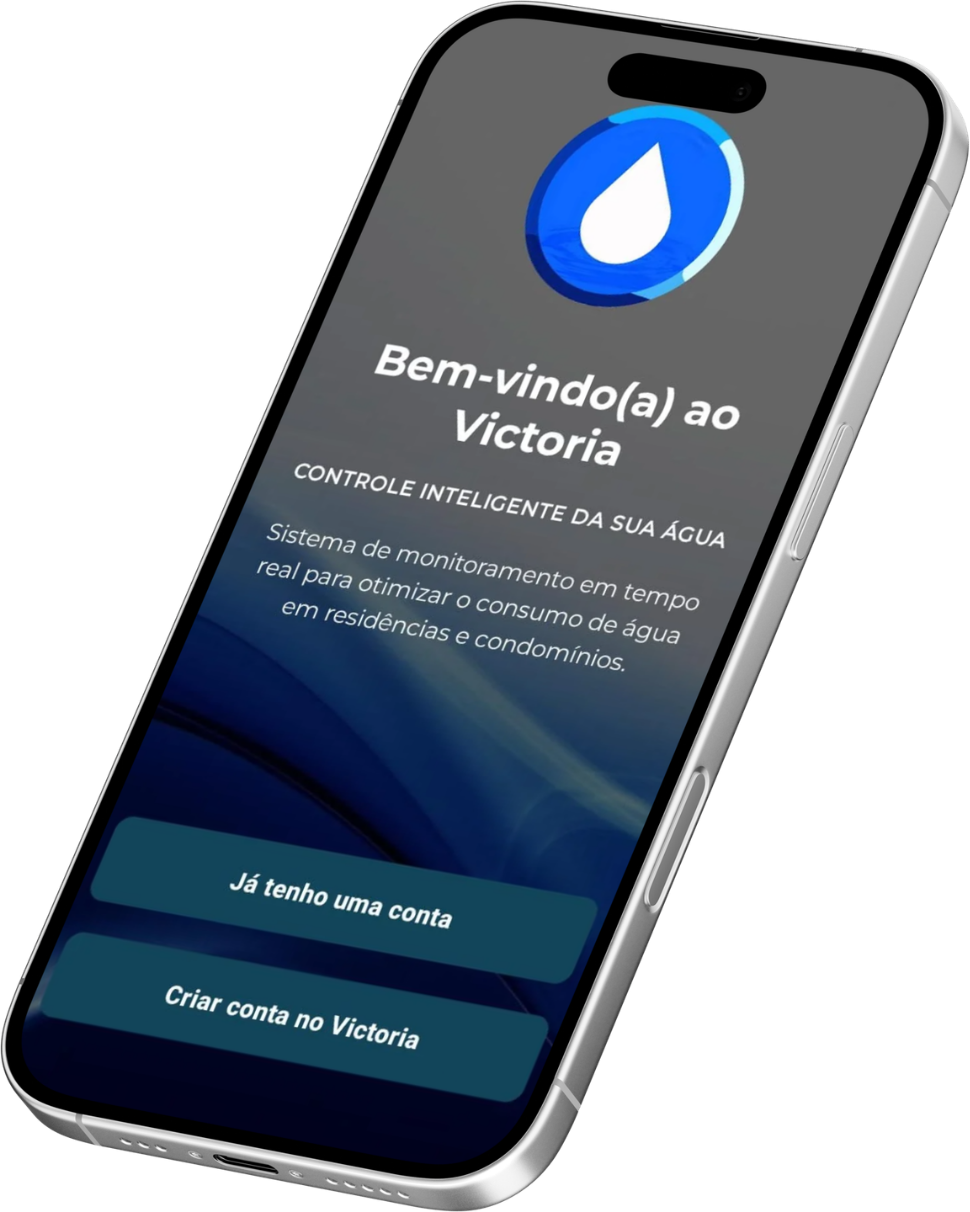 Bem-vindo(a) ao
Victoria
CONTROLE INTELIGENTE DA SUA ÁGUA
Sistema de monitoramento em tempo
real para otimizar o consumo de água
em residências e condomínios.
Já tenho uma conta
Criar conta no Victoria